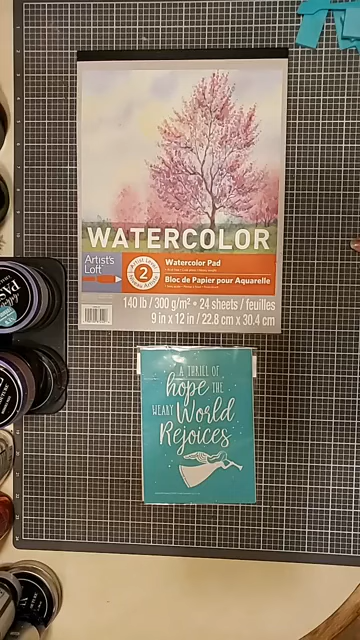 WATERCOLOR
Artist's
Loft
2
Watercolor Pad
Bloc de Papier pour Aquarelle
140 lb / 300 g/m² • 24 sheets / feuilles
9 in x 12 in / 22.8 cm x 30.4 cm
A THRILL OF
hope THE
WEARY World
Rejoices